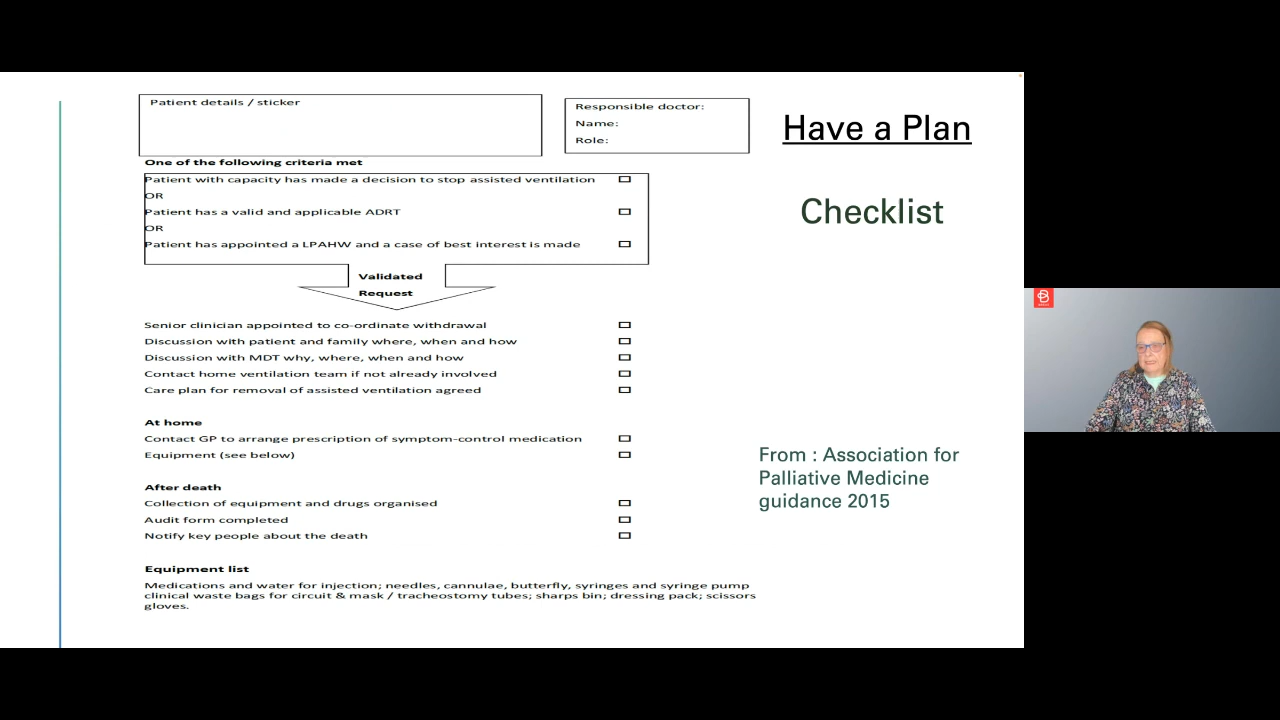 Patient details / sticker
Responsible doctor:
Name:
Role:
Have a Plan
Checklist
One of the following criteria met
Patient with capacity has made a decision to stop assisted ventilation
OR
Patient has a valid and applicable ADRT
OR
Patient has appointed a LPAHW and a case of best interest is made
Validated
Request
Senior clinician appointed to co-ordinate withdrawal
Discussion with patient and family where, when and how
Discussion with MDT why, where, when and how
Contact home ventilation team if not already involved
Care plan for removal of assisted ventilation agreed
At home
Contact GP to arrange prescription of symptom-control medication
Equipment (see below)
After death
Collection of equipment and drugs organised
Audit form completed
Notify key people about the death
Equipment list
Medications and water for injection; needles, cannulae, butterfly, syringes and syringe pump
clinical waste bags for circuit & mask / tracheostomy tubes; sharps bin; dressing pack; scissors
gloves.
From : Association for
Palliative Medicine
guidance 2015